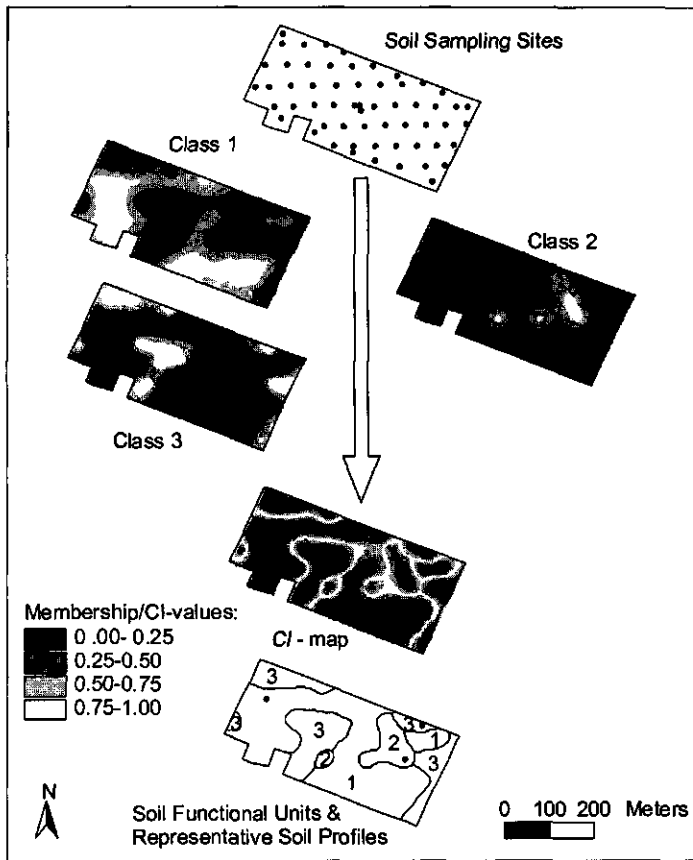 Soil Sampling Sites
Class 1
Class 2
Class 3
Membership/CI-values:
0 .00- 0.25
0.25-0.50
0.50-0.75
0.75-1.00
CI - map
3
3
3
3
2
1
2
1
3
N
Soil Functional Units &
Representative Soil Profiles
0 100 200 Meters